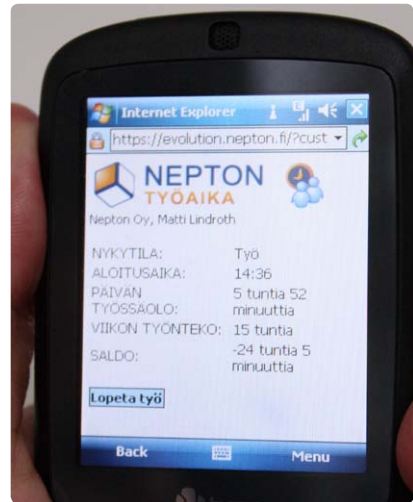 Internet Explorer
https://evolution.nepton.fi/?cust
NEPTON
TYÖAIKA
Nepton Oy, Matti Lindroth
NYKYTILA: Työ
ALOITUSAIKA: 14:36
PÄIVÄN 5 tuntia 52
TYÖSSÄOLO: minuuttia
VIIKON TYÖNTEKO: 15 tuntia
SALDO: -24 tuntia 5
minuuttia
Lopeta työ
Back Menu